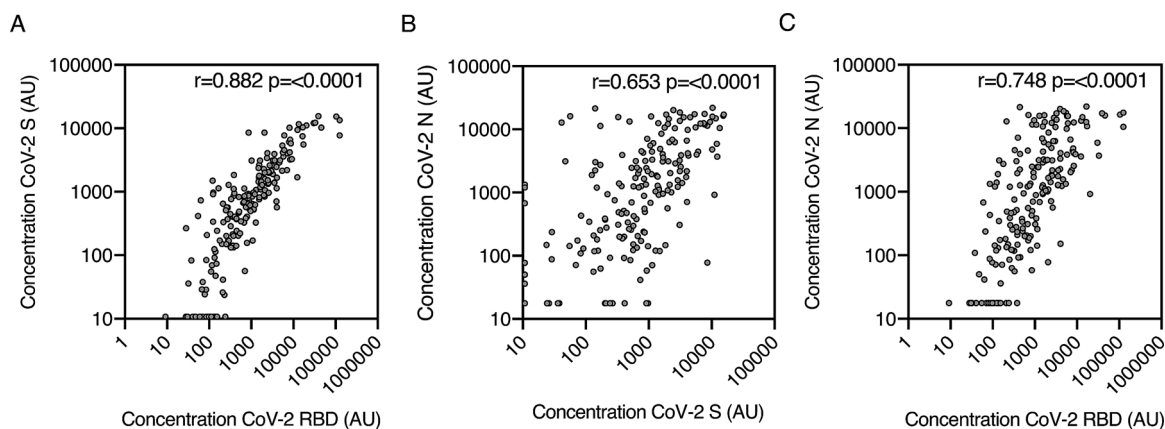 A
r=0.882 p=<0.0001
Concentration CoV-2 S (AU)
100000
10000
1000
100
10
1
10
100
1000
10000
100000
1000000
Concentration CoV-2 RBD (AU)
B
r=0.653 p=<0.0001
Concentration CoV-2 N (AU)
100000
10000
1000
100
10
10
100
1000
10000
100000
Concentration CoV-2 S (AU)
C
r=0.748 p=<0.0001
Concentration CoV-2 N (AU)
100000
10000
1000
100
10
1
10
100
1000
10000
100000
1000000
Concentration CoV-2 RBD (AU)